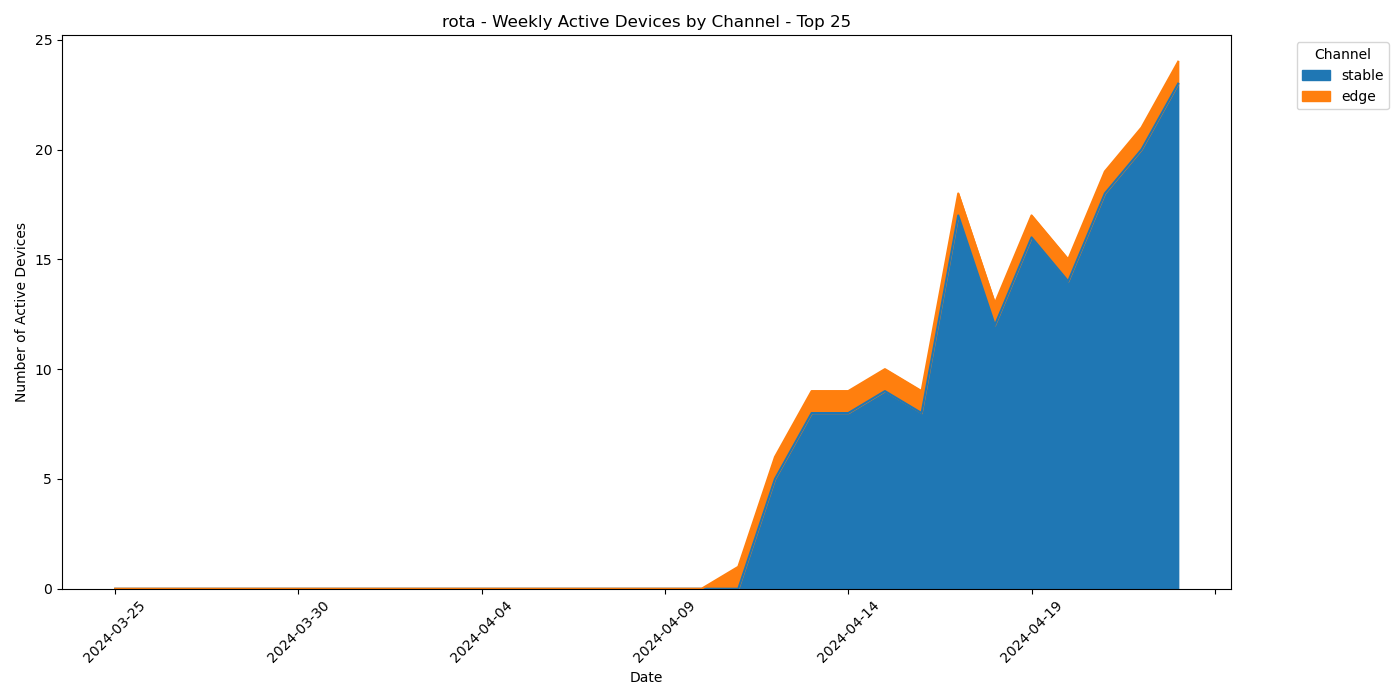 rota - Weekly Active Devices by Channel - Top 25
Channel
stable
edge
Number of Active Devices
25
20
15
10
5
0
2024-03-25
2024-03-30
2024-04-04
2024-04-09
2024-04-14
2024-04-19
Date